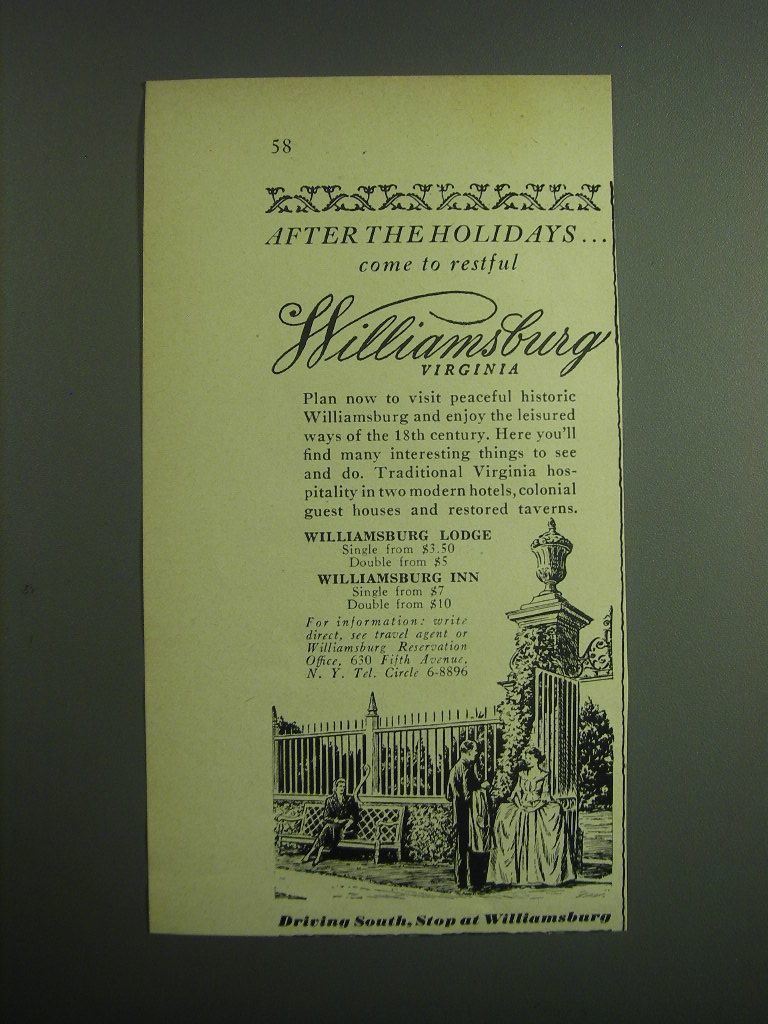 58
AFTER THE HOLIDAYS...
come to restful
Williamsburg
VIRGINIA
Plan now to visit peaceful historic
Williamsburg and enjoy the leisured
ways of the 18th century. Here you'll
find many interesting things to see
and do. Traditional Virginia hos-
pitality in two modern hotels, colonial
guest houses and restored taverns.
WILLIAMSBURG LODGE
Single from $3.50
Double from $5
WILLIAMSBURG INN
Single from $7
Double from $10
For information: write
direct, see travel agent or
Williamsburg Reservation
Office, 630 Fifth Avenue,
N. Y. Tel. Circle 6-8896
Driving South, Stop at Williamsburg